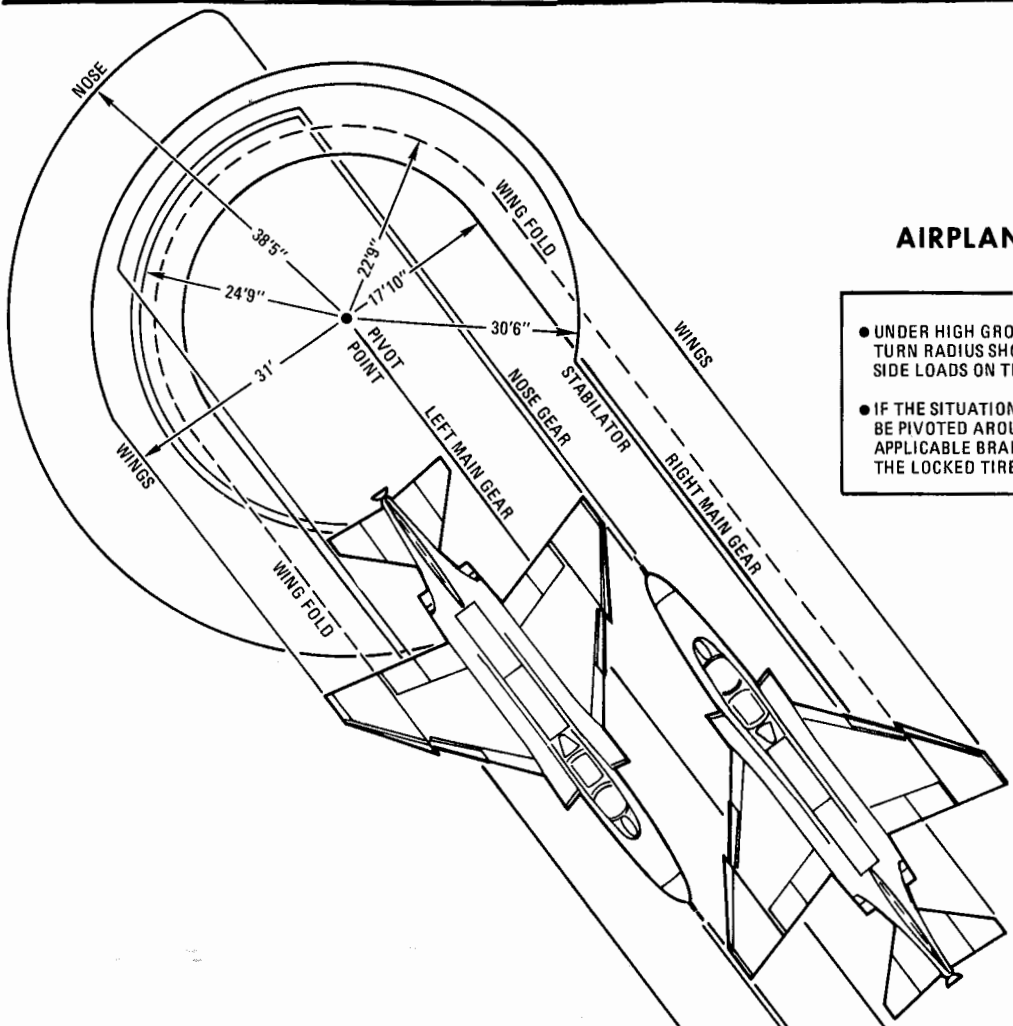 NOSE
38'5"
22'9"
17'10"
24'9"
30'6"
31'
PIVOT
POINT
WING FOLD
WINGS
STABILATOR
NOSE GEAR
LEFT MAIN GEAR
RIGHT MAIN GEAR
WINGS
WING FOLD
AIRPLAN
● UNDER HIGH GRO
TURN RADIUS SHO
SIDE LOADS ON T
● IF THE SITUATION
BE PIVOTED AROU
APPLICABLE BRA
THE LOCKED TIRE